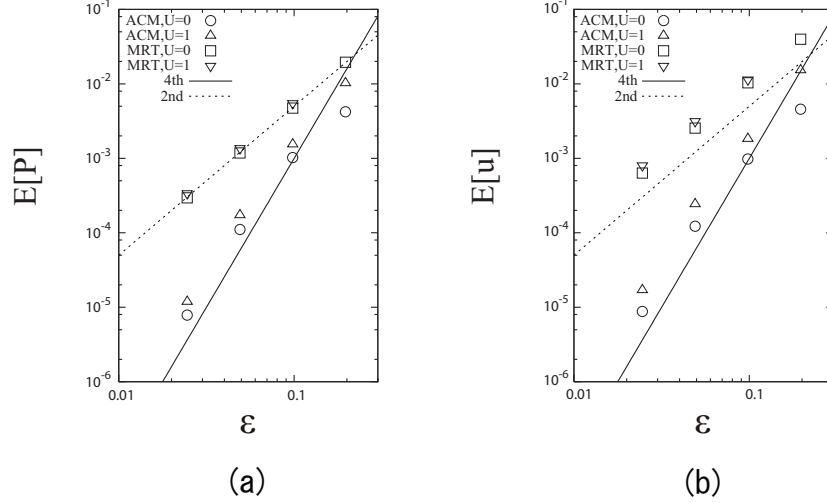 10-1
10-2
10-3
10-4
10-5
10-6
0.01
0.1
E[P]
ε
ACM,U=0
ACM,U=1
MRT,U=0
MRT,U=1
4th
2nd
(a)
10-1
10-2
10-3
10-4
10-5
10-6
0.01
0.1
E[u]
ε
ACM,U=0
ACM,U=1
MRT,U=0
MRT,U=1
4th
2nd
(b)